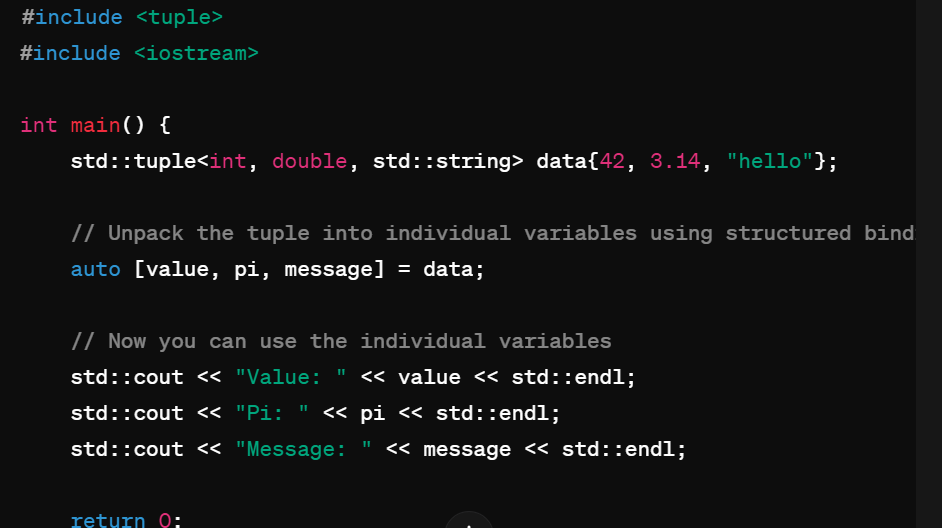 #include <tuple>
#include <iostream>
int main() {
std::tuple<int, double, std::string> data{42, 3.14, "hello"};
// Unpack the tuple into individual variables using structured bind
auto [value, pi, message] = data;
// Now you can use the individual variables
std::cout << "Value: " << value << std::endl;
std::cout << "Pi: " << pi << std::endl;
std::cout << "Message: " << message << std::endl;
return 0;